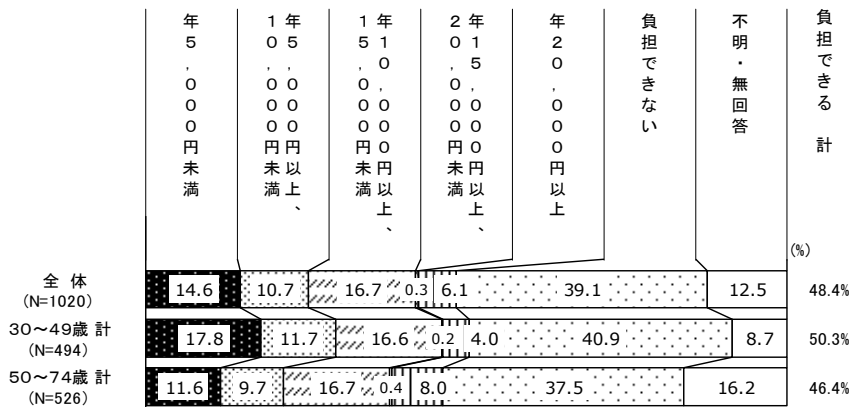 年５，０００円未満
年５，０００円以上、
１０，０００円未満
年１０，０００円以上、
１５，０００円未満
年１５，０００円以上、
２０，０００円未満
年２０，０００円以上
負担できない
不明・無回答
負担できる 計
(%)
全 体
(N=1020)
14.6 10.7 16.7 0.3 6.1 39.1 12.5 48.4%
３０～４９歳 計
(N=494)
17.8 11.7 16.6 0.2 4.0 40.9 8.7 50.3%
５０～７４歳 計
(N=526)
11.6 9.7 16.7 0.4 8.0 37.5 16.2 46.4%